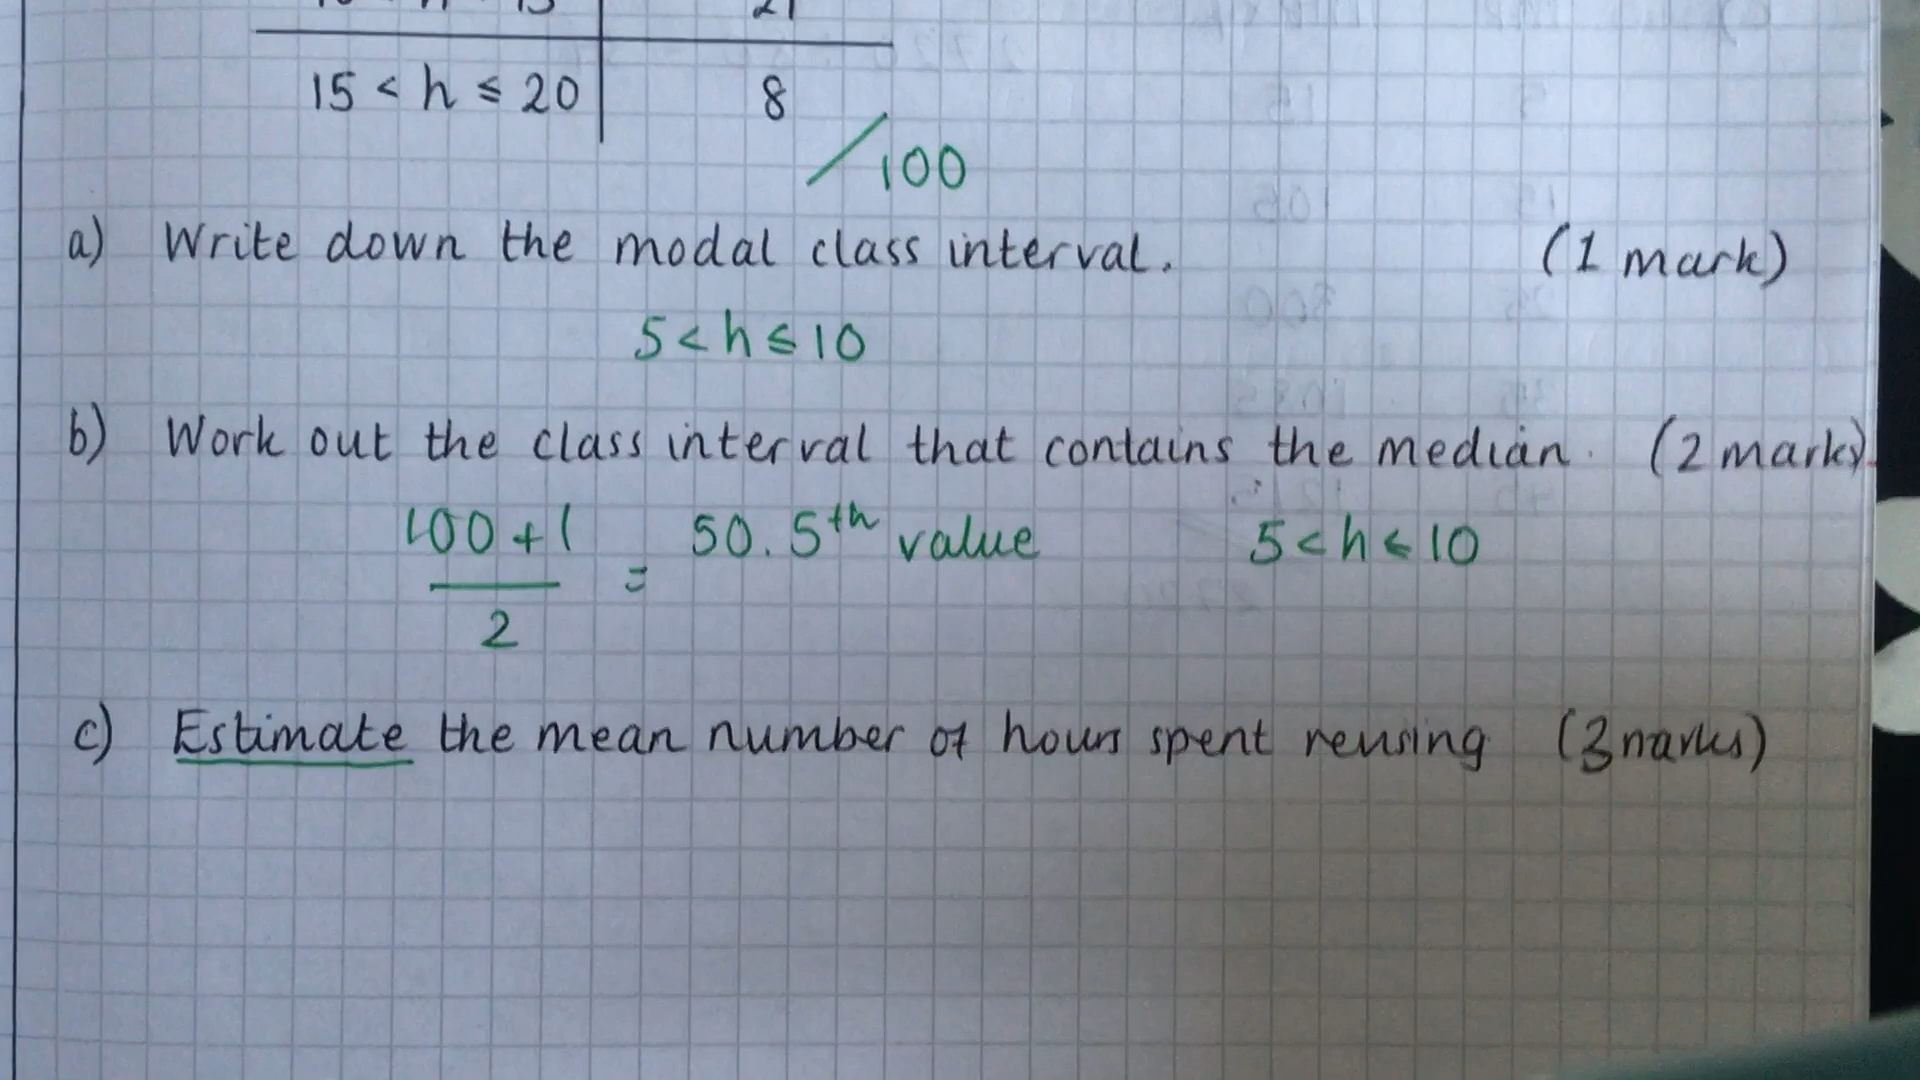 15 < h ≤ 20 8
/100
a) Write down the modal class interval. (1 mark)
5 < h ≤ 10
b) Work out the class interval that contains the median. (2 marks)
100 + 1 / 2 = 50.5th value 5 < h ≤ 10
c) Estimate the mean number of hours spent revising (3 marks)